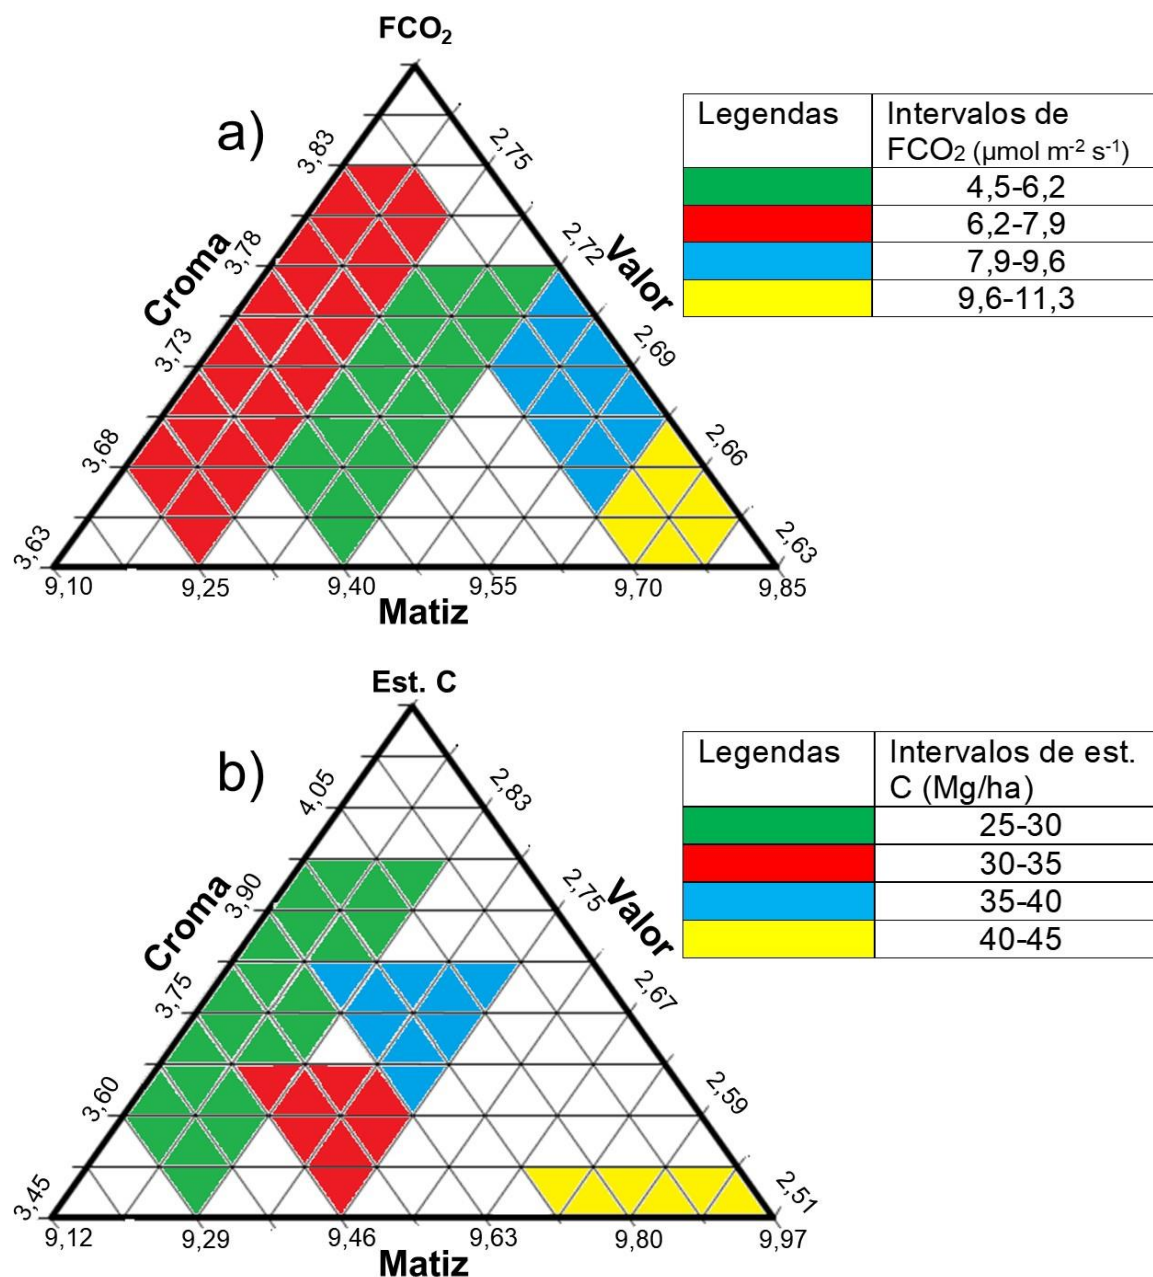 FCO₂
a)
3,83
3,78
3,73
3,68
3,63
Croma
2,75
2,72
2,69
2,66
2,63
Valor
9,10 9,25 9,40 9,55 9,70 9,85
Matiz
Legendas Intervalos de
FCO₂ (µmol m⁻² s⁻¹)
4,5-6,2
6,2-7,9
7,9-9,6
9,6-11,3
Est. C
b)
4,05
3,90
3,75
3,60
3,45
Croma
2,83
2,75
2,67
2,59
2,51
Valor
9,12 9,29 9,46 9,63 9,80 9,97
Matiz
Legendas Intervalos de est.
C (Mg/ha)
25-30
30-35
35-40
40-45